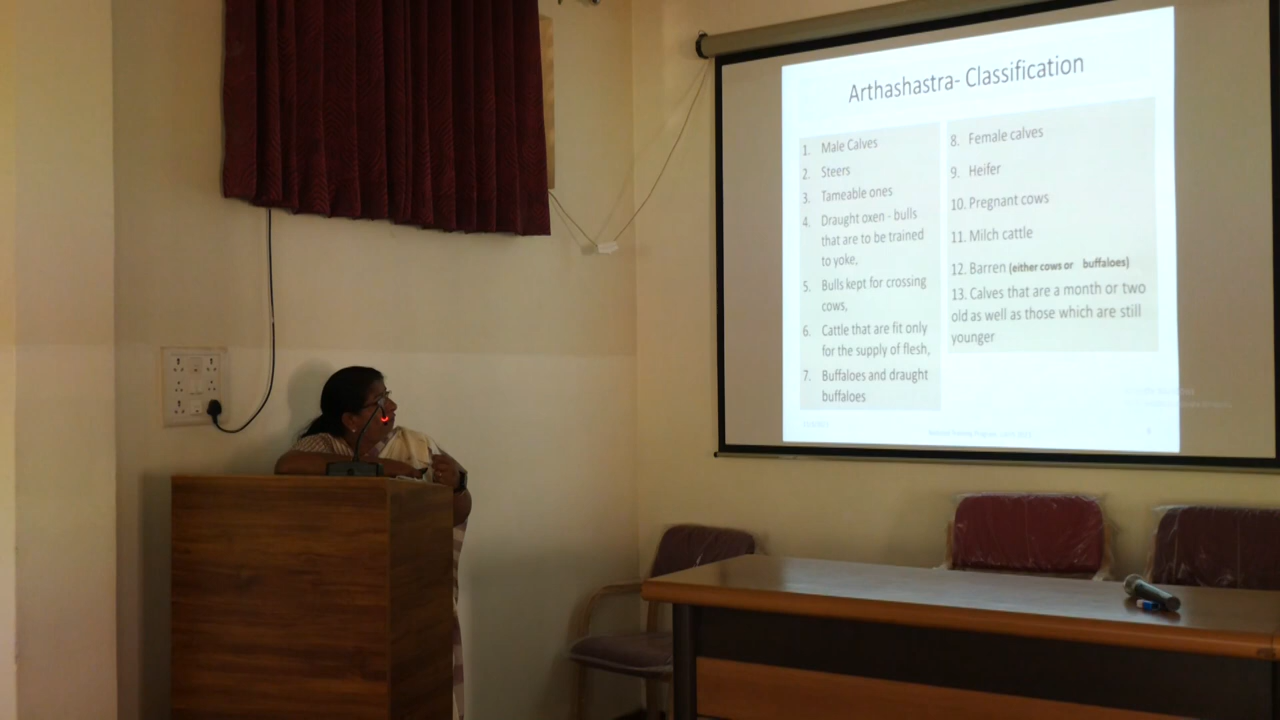 Arthashastra- Classification
1. Male Calves
2. Steers
3. Tameable ones
4. Draught oxen - bulls
that are to be trained
to yoke,
5. Bulls kept for crossing
cows,
6. Cattle that are fit only
for the supply of flesh,
7. Buffaloes and draught
buffaloes
8. Female calves
9. Heifer
10. Pregnant cows
11. Milch cattle
12. Barren (either cows or buffaloes)
13. Calves that are a month or two
old as well as those which are still
younger